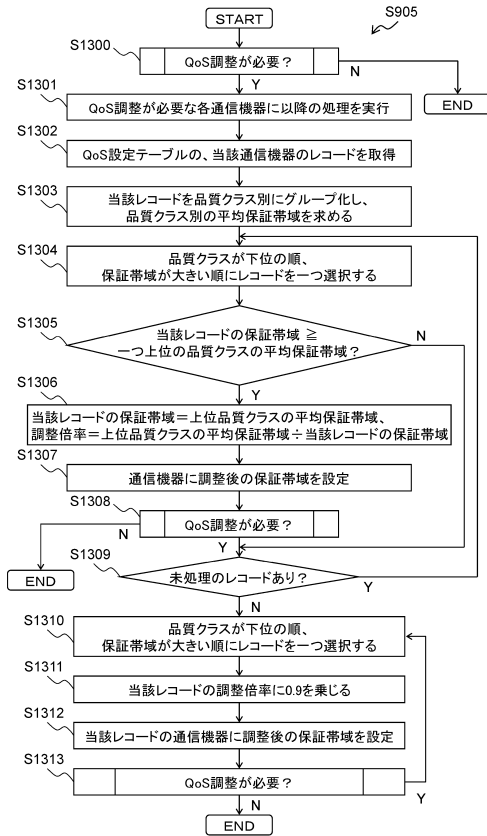 START
S905
S1300
QoS調整が必要？
N
Y
END
S1301
QoS調整が必要な各通信機器に以降の処理を実行
S1302
QoS設定テーブルの、当該通信機器のレコードを取得
S1303
当該レコードを品質クラス別にグループ化し、
品質クラス別の平均保証帯域を求める
S1304
品質クラスが下位の順、
保証帯域が大きい順にレコードを一つ選択する
S1305
当該レコードの保証帯域 ≧
一つ上位の品質クラスの平均保証帯域？
N
Y
S1306
当該レコードの保証帯域＝上位品質クラスの平均保証帯域、
調整倍率＝上位品質クラスの平均保証帯域÷当該レコードの保証帯域
S1307
通信機器に調整後の保証帯域を設定
S1308
QoS調整が必要？
N
Y
END
S1309
未処理のレコードあり？
Y
N
S1310
品質クラスが下位の順、
保証帯域が大きい順にレコードを一つ選択する
S1311
当該レコードの調整倍率に0.9を乗じる
S1312
当該レコードの通信機器に調整後の保証帯域を設定
S1313
QoS調整が必要？
Y
N
END